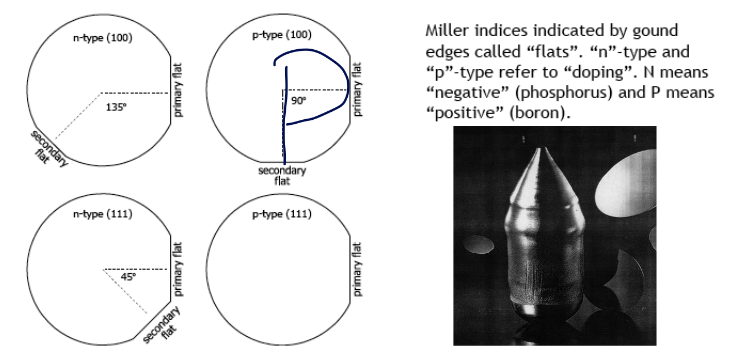 n-type (100)
135°
primary flat
secondary
flat
p-type (100)
90°
primary flat
secondary
flat
n-type (111)
45°
primary flat
secondary
flat
p-type (111)
primary flat
Miller indices indicated by gound
edges called “flats”. “n”-type and
“p”-type refer to “doping”. N means
“negative” (phosphorus) and P means
“positive” (boron).